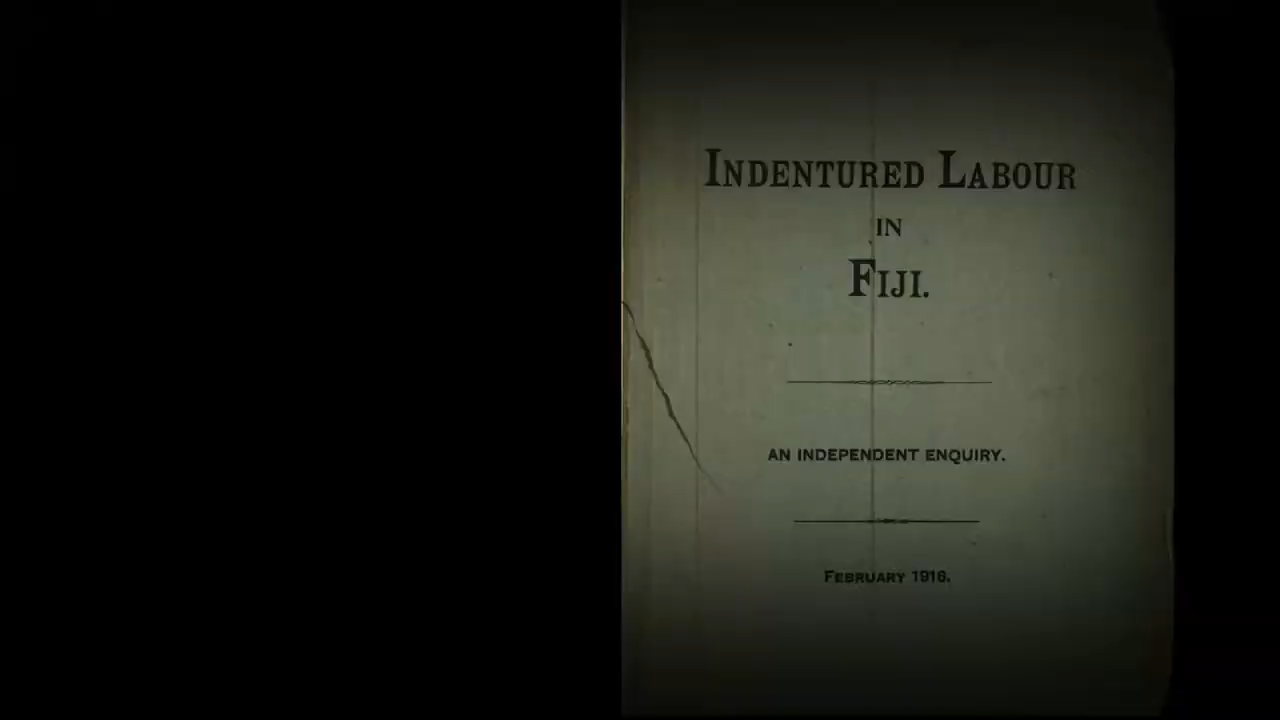 INDENTURED LABOUR
IN
FIJI.
AN INDEPENDENT ENQUIRY.
FEBRUARY 1916.